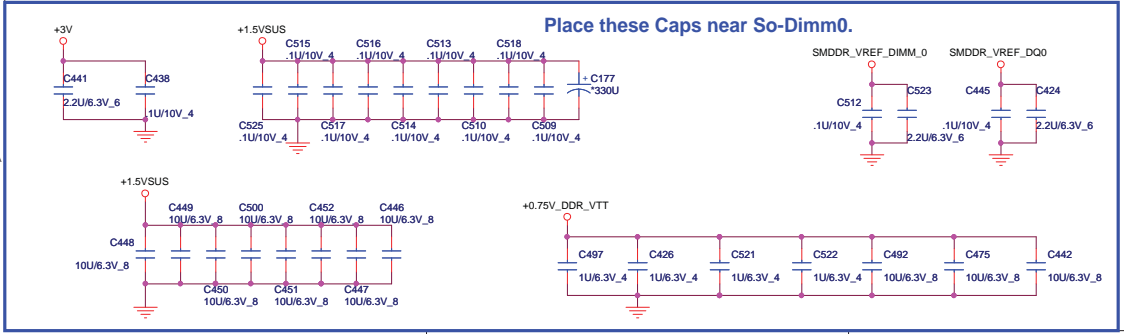 Place these Caps near So-Dimm0.
+3V
C441
2.2U/6.3V_6
C438
.1U/10V_4
+1.5VSUS
C515
.1U/10V_4
C516
.1U/10V_4
C513
.1U/10V_4
C518
.1U/10V_4
+
C177
*330U
C525
.1U/10V_4
C517
.1U/10V_4
C514
.1U/10V_4
C510
.1U/10V_4
C509
.1U/10V_4
SMDDR_VREF_DIMM_0
C512
.1U/10V_4
C523
2.2U/6.3V_6
SMDDR_VREF_DQ0
C445
.1U/10V_4
C424
2.2U/6.3V_6
+1.5VSUS
C449
10U/6.3V_8
C500
10U/6.3V_8
C452
10U/6.3V_8
C446
10U/6.3V_8
C448
10U/6.3V_8
C450
10U/6.3V_8
C451
10U/6.3V_8
C447
10U/6.3V_8
+0.75V_DDR_VTT
C497
1U/6.3V_4
C426
1U/6.3V_4
C521
1U/6.3V_4
C522
1U/6.3V_4
C492
10U/6.3V_8
C475
10U/6.3V_8
C442
10U/6.3V_8